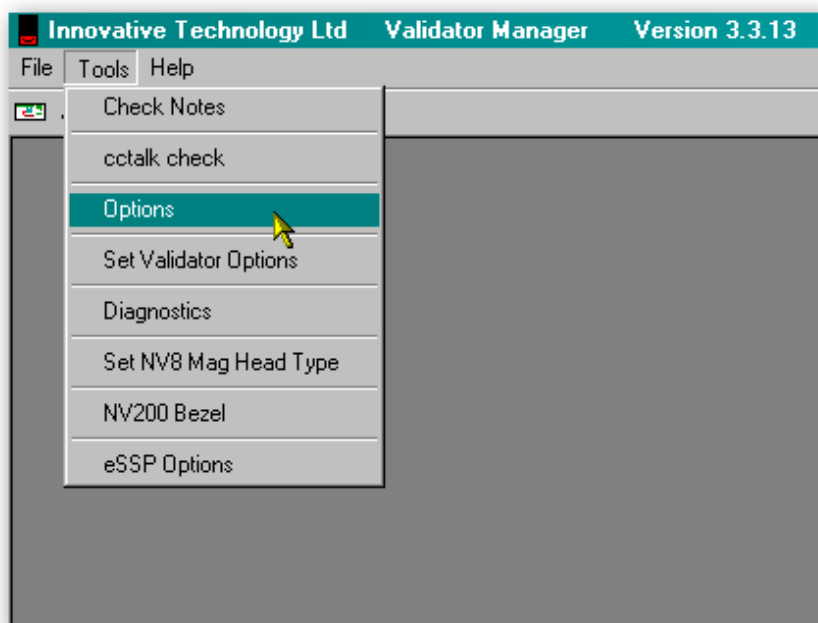 Innovative Technology Ltd Validator Manager Version 3.3.13
File Tools Help
Check Notes
cctalk check
Options
Set Validator Options
Diagnostics
Set NV8 Mag Head Type
NV200 Bezel
eSSP Options